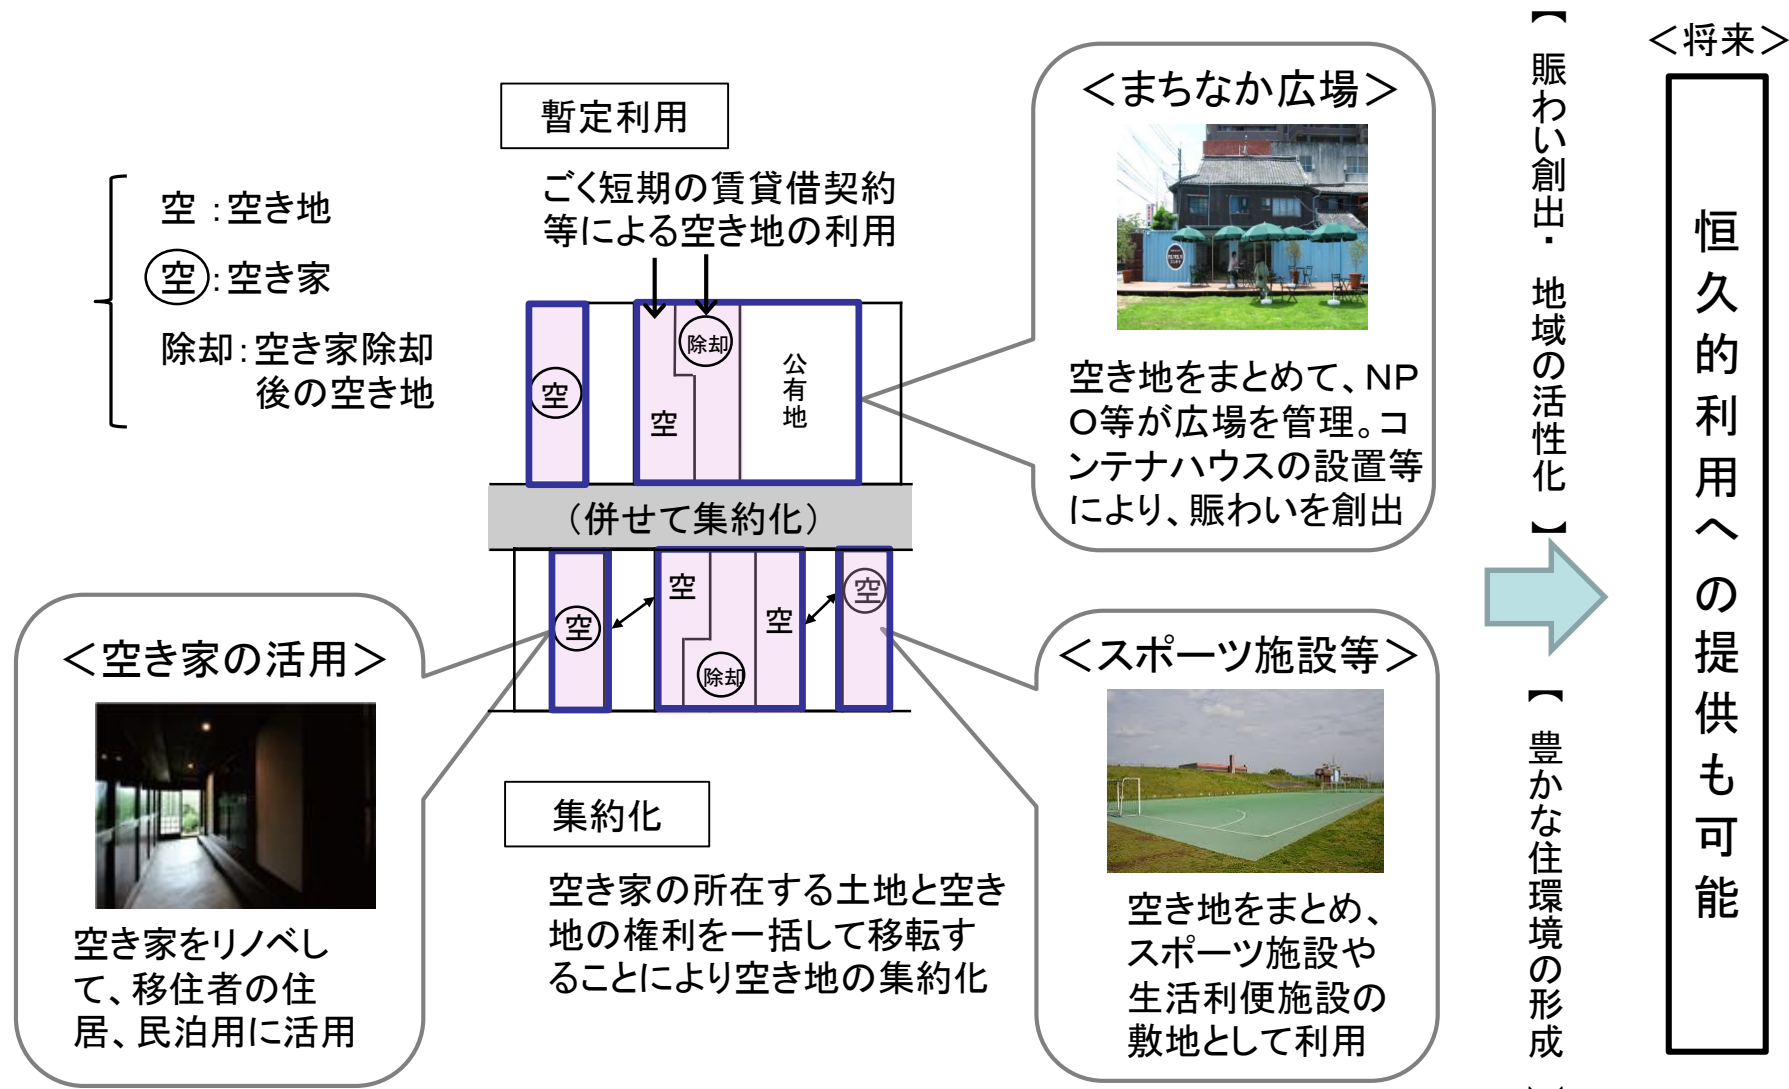 暫定利用
ごく短期の賃貸借契約
等による空き地の利用
空：空き地
空：空き家
除却：空き家除却
後の空き地
空
空
除却
公有地
（併せて集約化）
空
空
除却
空
空
＜まちなか広場＞
空き地をまとめて、NP
O等が広場を管理。コ
ンテナハウスの設置等
により、賑わいを創出
＜空き家の活用＞
空き家をリノベし
て、移住者の住
居、民泊用に活用
集約化
空き家の所在する土地と空き
地の権利を一括して移転す
ることにより空き地の集約化
＜スポーツ施設等＞
空き地をまとめ、
スポーツ施設や
生活利便施設の
敷地として利用
【賑わい創出・地域の活性化】
【豊かな住環境の形成】
＜将来＞
恒久的利用への提供も可能